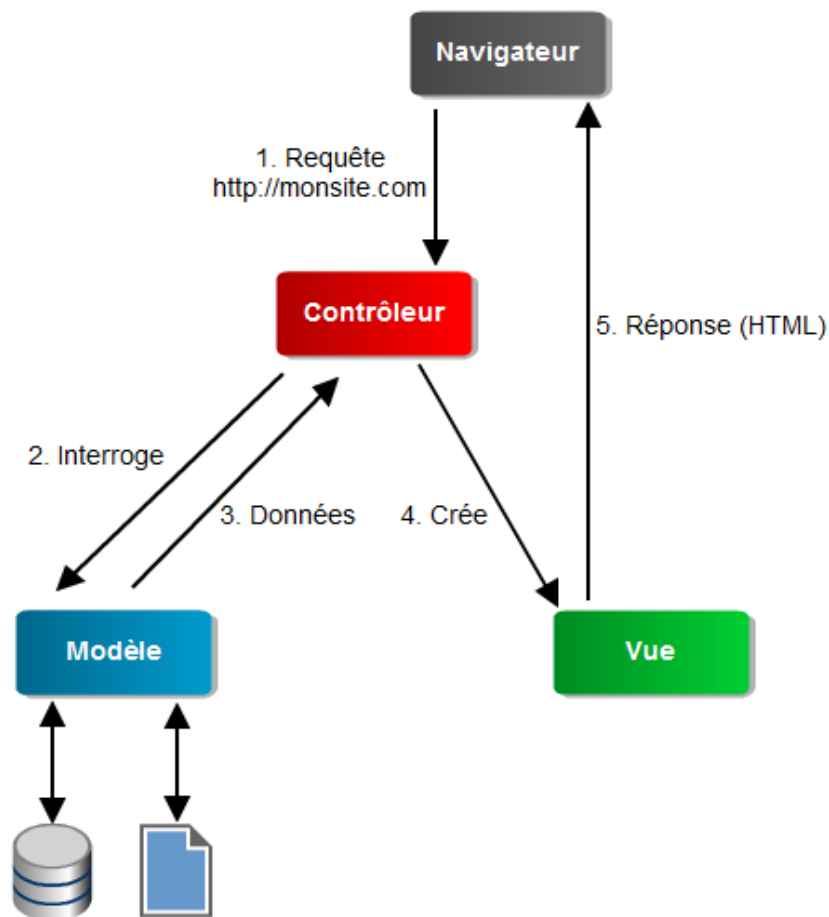 Navigateur
1. Requête
http://monsite.com
Contrôleur
5. Réponse (HTML)
2. Interroge
3. Données
4. Crée
Modèle
Vue